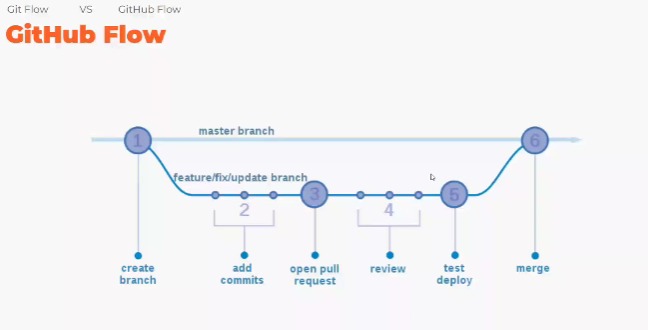 Git Flow VS GitHub Flow
GitHub Flow
master branch
1
6
feature/fix/update branch
2
3
4
5
create
branch
add
commits
open pull
request
review
test
deploy
merge